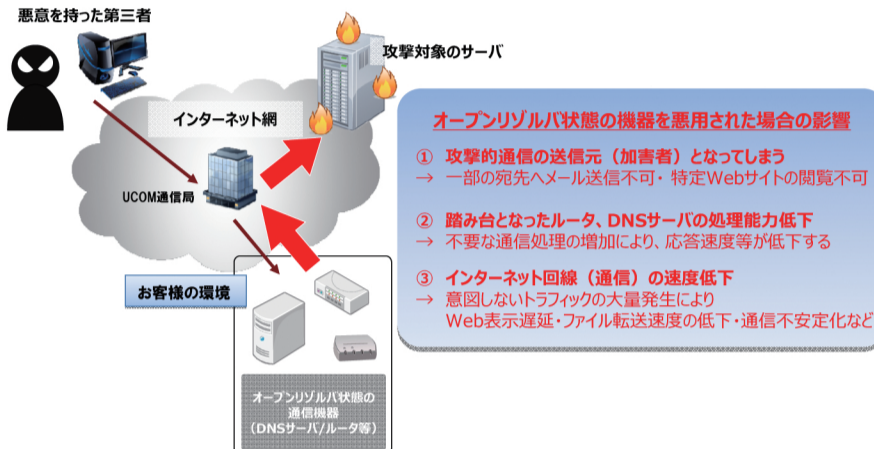 悪意を持った第三者
攻撃対象のサーバ
インターネット網
UCOM通信局
お客様の環境
オープンリゾルバ状態の
通信機器
(DNSサーバ/ルータ等)
オープンリゾルバ状態の機器を悪用された場合の影響
① 攻撃的通信の送信元（加害者）となってしまう
→ 一部の宛先へメール送信不可・特定Webサイトの閲覧不可
② 踏み台となったルータ、DNSサーバの処理能力低下
→ 不要な通信処理の増加により、応答速度等が低下する
③ インターネット回線（通信）の速度低下
→ 意図しないトラフィックの大量発生により
Web表示遅延・ファイル転送速度の低下・通信不安定化など